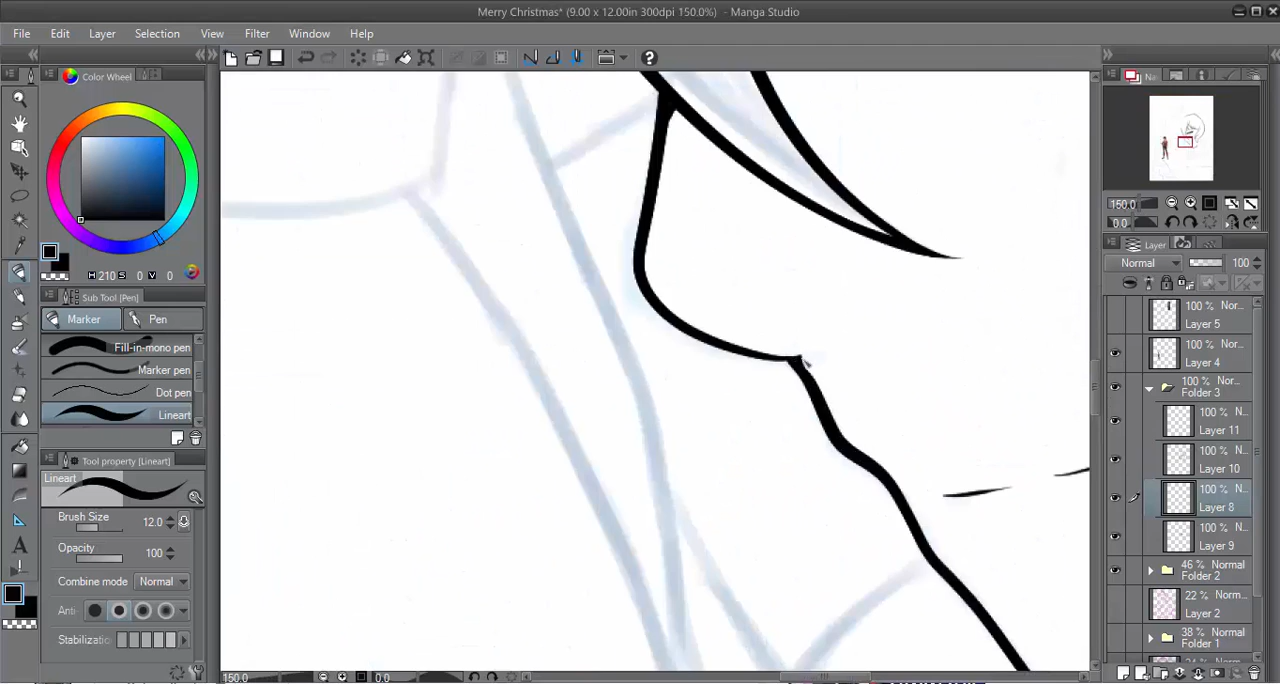 Merry Christmas* (9.00 x 12.00in 300dpi 150.0%) - Manga Studio
File Edit Layer Selection View Filter Window Help
Color Wheel
H 210 S 0 V 0
Sub Tool [Pen]
Marker Pen
Fill-in-mono pen
Marker pen
Dot pen
Lineart
Tool property [Lineart]
Lineart
Brush Size 12.0
Opacity 100
Combine mode Normal
Anti-
Stabilizatio
150.0 0.0
150.0
0.0
Layer
Normal 100
100 % Nor...
Layer 5
100 % Nor...
Layer 4
100 % No...
Folder 3
100 % N...
Layer 11
100 % N...
Layer 10
100 % N...
Layer 8
100 % N...
Layer 9
46 % Normal
Folder 2
22 % Nor...
Layer 2
38 % Normal
Folder 1